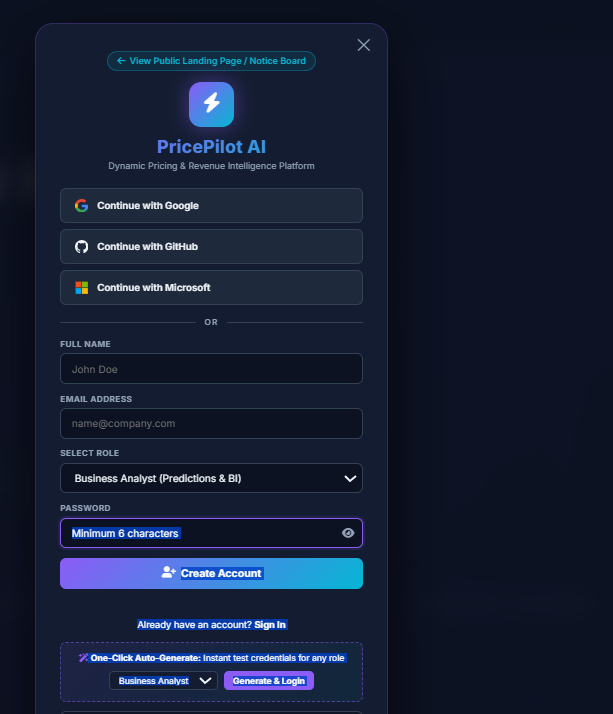 ← View Public Landing Page / Notice Board
PricePilot AI
Dynamic Pricing & Revenue Intelligence Platform
Continue with Google
Continue with GitHub
Continue with Microsoft
OR
FULL NAME
John Doe
EMAIL ADDRESS
name@company.com
SELECT ROLE
Business Analyst (Predictions & BI)
PASSWORD
Minimum 6 characters
Create Account
Already have an account? Sign In
One-Click Auto-Generate: Instant test credentials for any role
Business Analyst Generate & Login